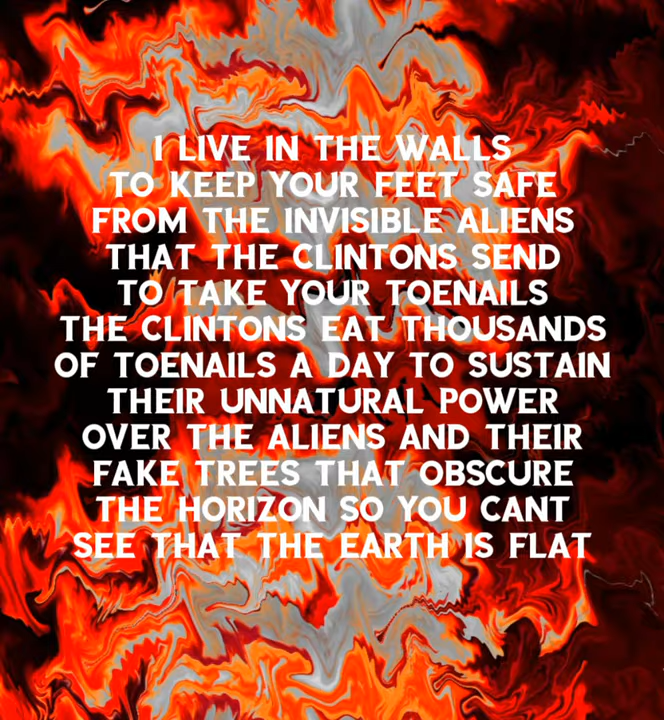 I LIVE IN THE WALLS
TO KEEP YOUR FEET SAFE
FROM THE INVISIBLE ALIENS
THAT THE CLINTONS SEND
TO TAKE YOUR TOENAILS
THE CLINTONS EAT THOUSANDS
OF TOENAILS A DAY TO SUSTAIN
THEIR UNNATURAL POWER
OVER THE ALIENS AND THEIR
FAKE TREES THAT OBSCURE
THE HORIZON SO YOU CANT
SEE THAT THE EARTH IS FLAT